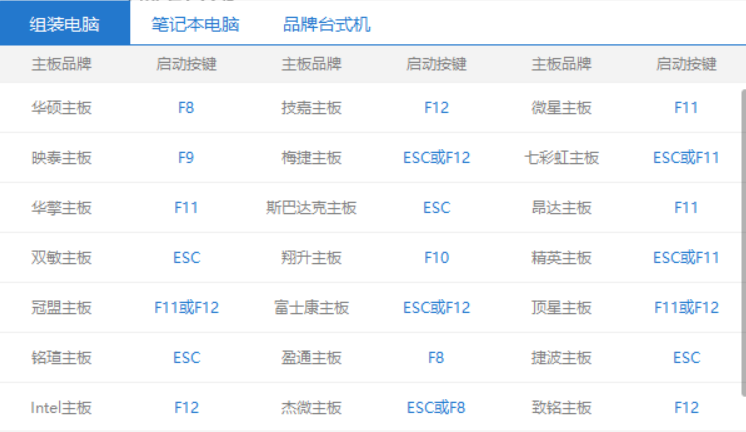 组装电脑 笔记本电脑 品牌台式机
主板品牌 启动按键 主板品牌 启动按键 主板品牌 启动按键
华硕主板 F8 技嘉主板 F12 微星主板 F11
映泰主板 F9 梅捷主板 ESC或F12 七彩虹主板 ESC或F11
华擎主板 F11 斯巴达克主板 ESC 昂达主板 F11
双敏主板 ESC 翔升主板 F10 精英主板 ESC或F11
冠盟主板 F11或F12 富士康主板 ESC或F12 顶星主板 F11或F12
铭瑄主板 ESC 盈通主板 F8 捷波主板 ESC
Intel主板 F12 杰微主板 ESC或F8 致铭主板 F12